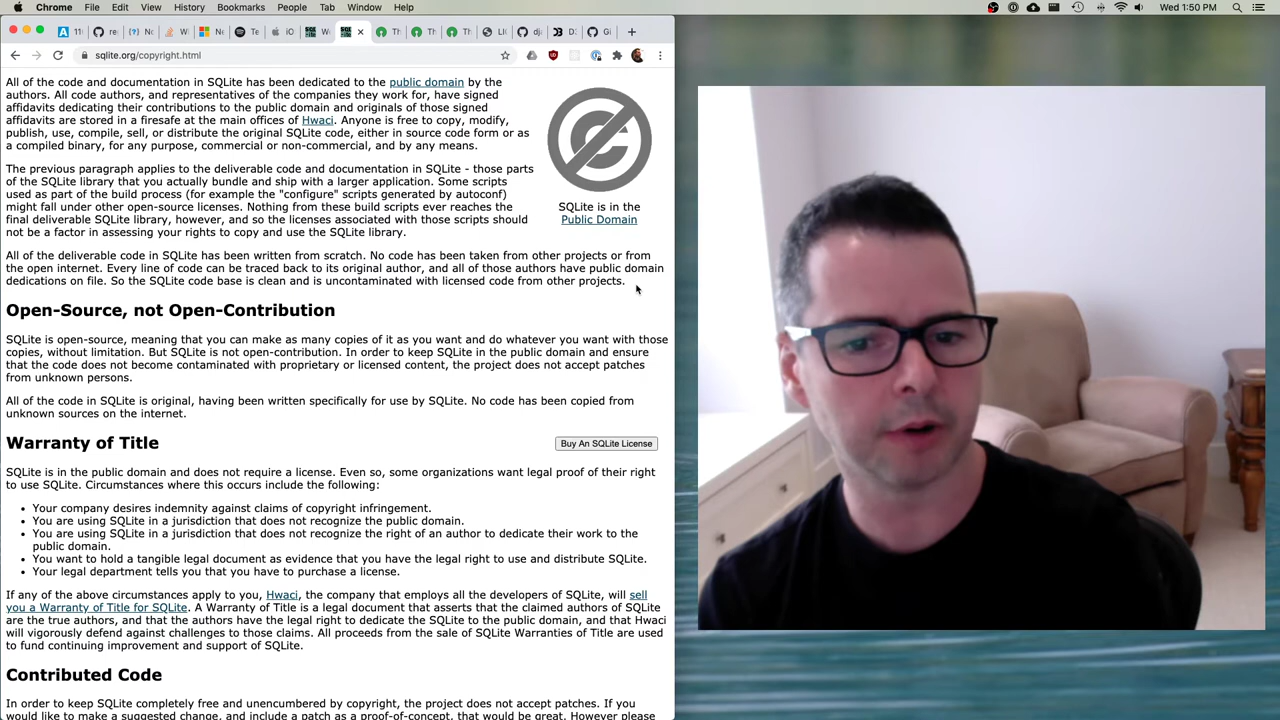 Chrome File Edit View History Bookmarks People Tab Window Help
Wed 1:50 PM
11
re
W
Ne
Te
iO
W
Th
Th
Th
LI
dj
D
Gi
sqlite.org/copyright.html
All of the code and documentation in SQLite has been dedicated to the public domain by the
authors. All code authors, and representatives of the companies they work for, have signed
affidavits dedicating their contributions to the public domain and originals of those signed
affidavits are stored in a firesafe at the main offices of Hwaci. Anyone is free to copy, modify,
publish, use, compile, sell, or distribute the original SQLite code, either in source code form or as
a compiled binary, for any purpose, commercial or non-commercial, and by any means.
The previous paragraph applies to the deliverable code and documentation in SQLite - those parts
of the SQLite library that you actually bundle and ship with a larger application. Some scripts
used as part of the build process (for example the "configure" scripts generated by autoconf)
might fall under other open-source licenses. Nothing from these build scripts ever reaches the
final deliverable SQLite library, however, and so the licenses associated with those scripts should
not be a factor in assessing your rights to copy and use the SQLite library.
SQLite is in the
Public Domain
All of the deliverable code in SQLite has been written from scratch. No code has been taken from other projects or from
the open internet. Every line of code can be traced back to its original author, and all of those authors have public domain
dedications on file. So the SQLite code base is clean and is uncontaminated with licensed code from other projects.
Open-Source, not Open-Contribution
SQLite is open-source, meaning that you can make as many copies of it as you want and do whatever you want with those
copies, without limitation. But SQLite is not open-contribution. In order to keep SQLite in the public domain and ensure
that the code does not become contaminated with proprietary or licensed content, the project does not accept patches
from unknown persons.
All of the code in SQLite is original, having been written specifically for use by SQLite. No code has been copied from
unknown sources on the internet.
Warranty of Title
Buy An SQLite License
SQLite is in the public domain and does not require a license. Even so, some organizations want legal proof of their right
to use SQLite. Circumstances where this occurs include the following:
• Your company desires indemnity against claims of copyright infringement.
• You are using SQLite in a jurisdiction that does not recognize the public domain.
• You are using SQLite in a jurisdiction that does not recognize the right of an author to dedicate their work to the
public domain.
• You want to hold a tangible legal document as evidence that you have the legal right to use and distribute SQLite.
• Your legal department tells you that you have to purchase a license.
If any of the above circumstances apply to you, Hwaci, the company that employs all the developers of SQLite, will sell
you a Warranty of Title for SQLite. A Warranty of Title is a legal document that asserts that the claimed authors of SQLite
are the true authors, and that the authors have the legal right to dedicate the SQLite to the public domain, and that Hwaci
will vigorously defend against challenges to those claims. All proceeds from the sale of SQLite Warranties of Title are used
to fund continuing improvement and support of SQLite.
Contributed Code
In order to keep SQLite completely free and unencumbered by copyright, the project does not accept patches. If you
would like to make a suggested change, and include a patch as a proof-of-concept, that would be great. However please